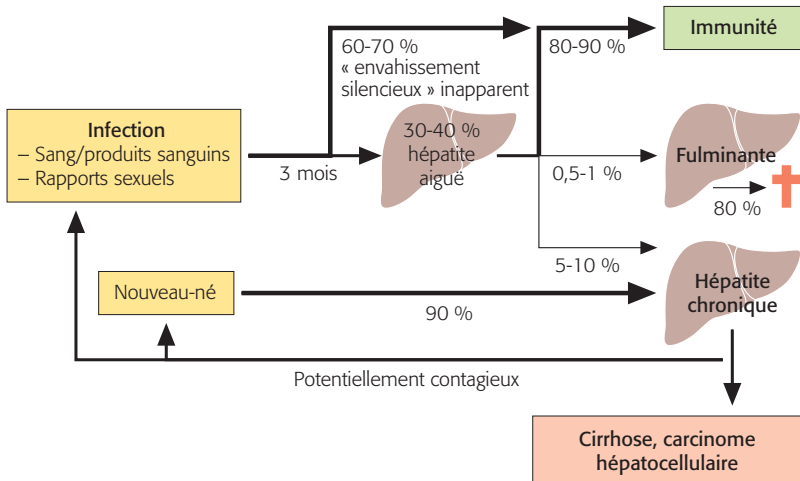 60-70 %
« envahissement
silencieux » inapparent
80-90 %
Immunité
Infection
– Sang/produits sanguins
– Rapports sexuels
3 mois
30-40 %
hépatite
aiguë
0,5-1 %
Fulminante
80 %
5-10 %
Nouveau-né
90 %
Hépatite
chronique
Potentiellement contagieux
Cirrhose, carcinome
hépatocellulaire